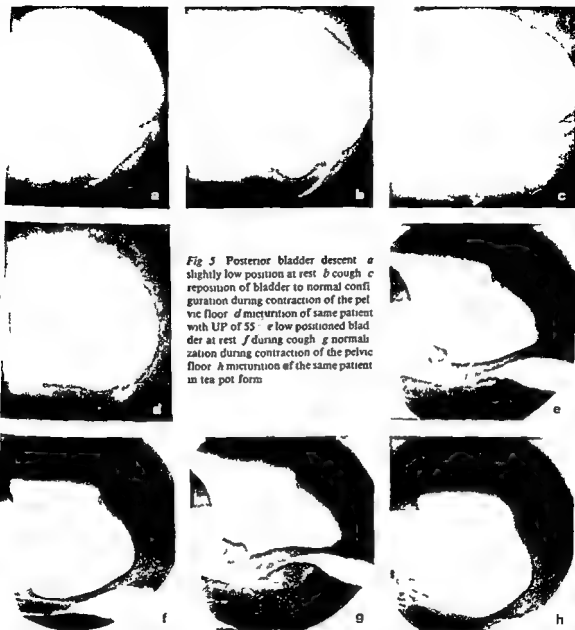 a
b
c
d
Fig 5 Posterior bladder descent a
slightly low position at rest b cough c
reposition of bladder to normal confi
guration during contraction of the pel
vic floor d micturition of same patient
with UP of 55 e low positioned blad
der at rest f during cough g normali
zation during contraction of the pelvic
floor h micturition of the same patient
in tea pot form
e
f
g
h